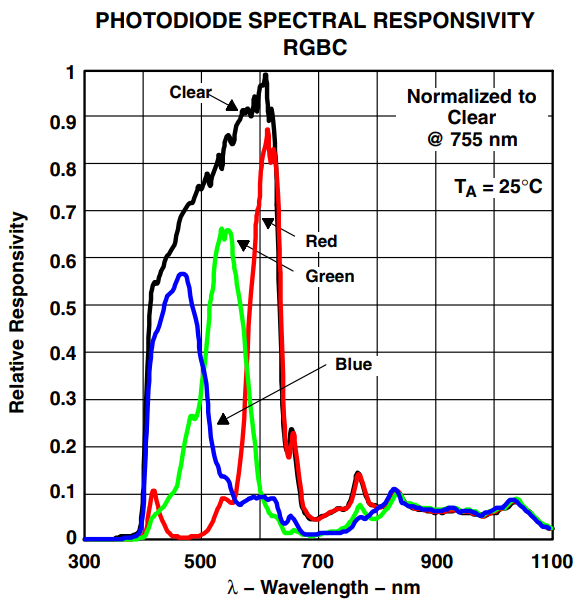 PHOTODIODE SPECTRAL RESPONSIVITY
RGBC
1
0.9
0.8
0.7
0.6
0.5
0.4
0.3
0.2
0.1
0
Relative Responsivity
Clear
Normalized to
Clear
@ 755 nm
TA = 25°C
Red
Green
Blue
300
500
700
900
1100
λ – Wavelength – nm